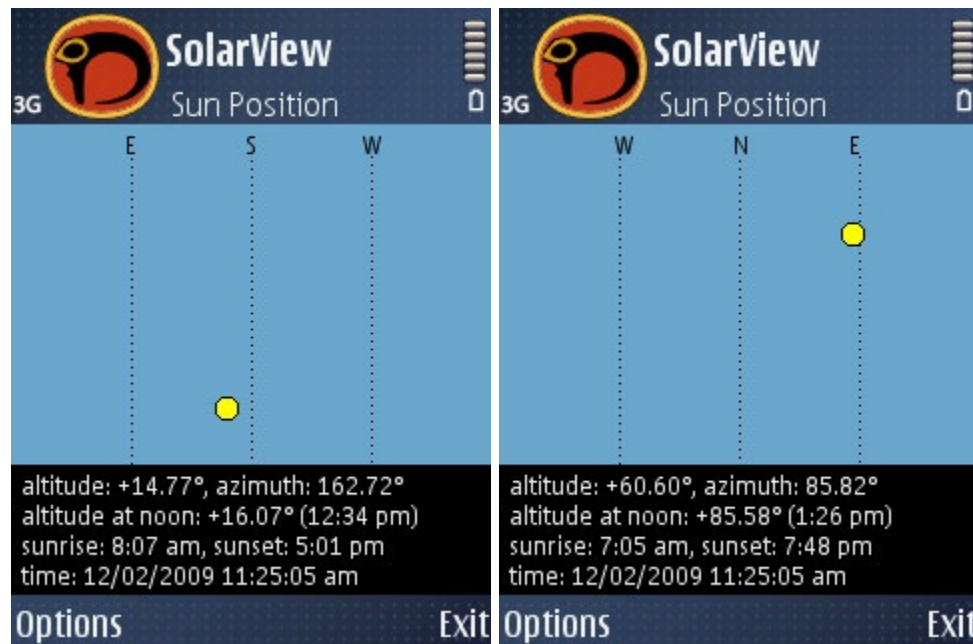 SolarView
3G
Sun Position
E S W
altitude: +14.77°, azimuth: 162.72°
altitude at noon: +16.07° (12:34 pm)
sunrise: 8:07 am, sunset: 5:01 pm
time: 12/02/2009 11:25:05 am
Options Exit
SolarView
3G
Sun Position
W N E
altitude: +60.60°, azimuth: 85.82°
altitude at noon: +85.58° (1:26 pm)
sunrise: 7:05 am, sunset: 7:48 pm
time: 12/02/2009 11:25:05 am
Options Exit